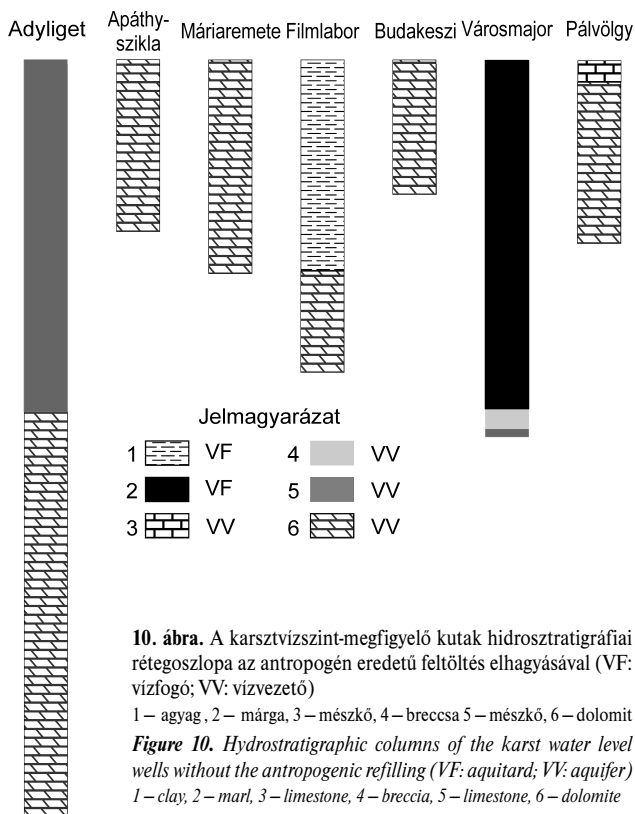 Adyliget
Apáthy-
szikla
Máriaremete
Filmlabor
Budakeszi
Városmajor
Pálvölgy
Jelmagyarázat
1 VF
4 VV
2 VF
5 VV
3 VV
6 VV
10. ábra. A karsztvízszint-megfigyelő kutak hidrosztratigráfiai
rétegoszlopa az antropogén eredetű feltöltés elhagyásával (VF:
vízfogó; VV: vízvezető)
1 – agyag , 2 – márga, 3 – mészkő, 4 – breccsa 5 – mészkő, 6 – dolomit
Figure 10. Hydrostratigraphic columns of the karst water level
wells without the antropogenic refilling (VF: aquitard; VV: aquifer)
1 – clay, 2 – marl, 3 – limestone, 4 – breccia, 5 – limestone, 6 – dolomite